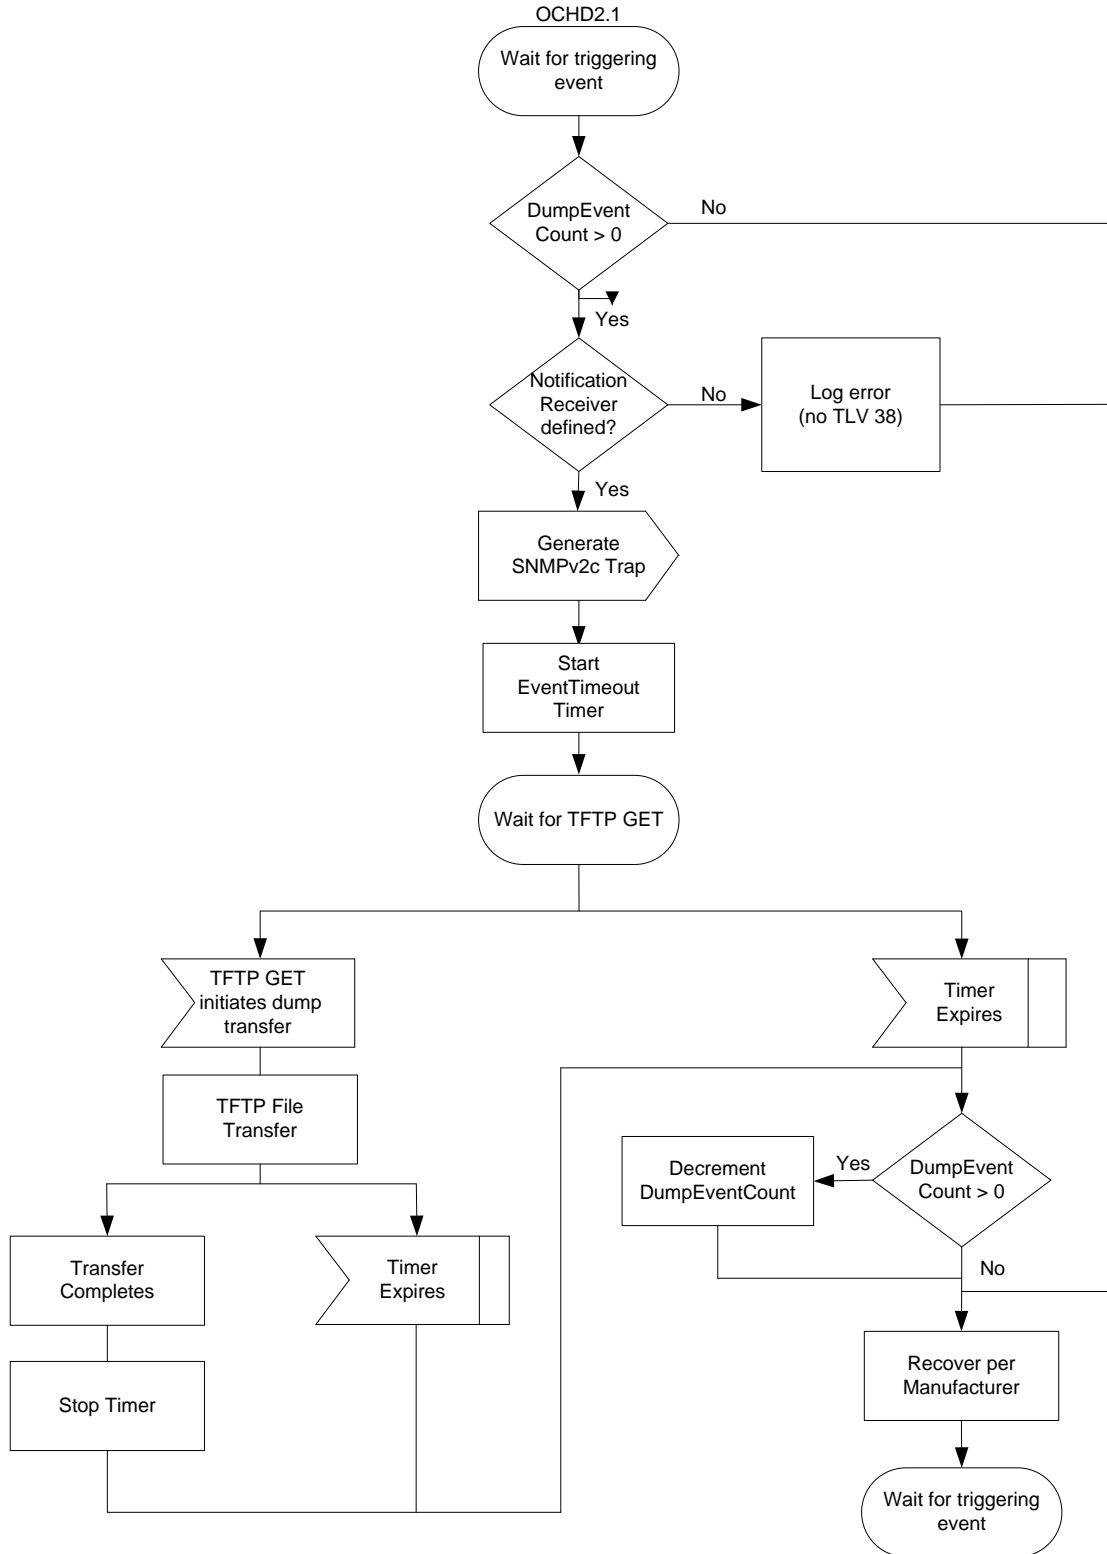 OCHD2.1
Wait for triggering
event
DumpEvent
Count > 0
No
Yes
Notification
Receiver
defined?
No
Log error
(no TLV 38)
Yes
Generate
SNMPv2c Trap
Start
EventTimeout
Timer
Wait for TFTP GET
TFTP GET
initiates dump
transfer
Timer
Expires
TFTP File
Transfer
Decrement
DumpEventCount
Yes
DumpEvent
Count > 0
Transfer
Completes
Timer
Expires
No
Stop Timer
Recover per
Manufacturer
Wait for triggering
event